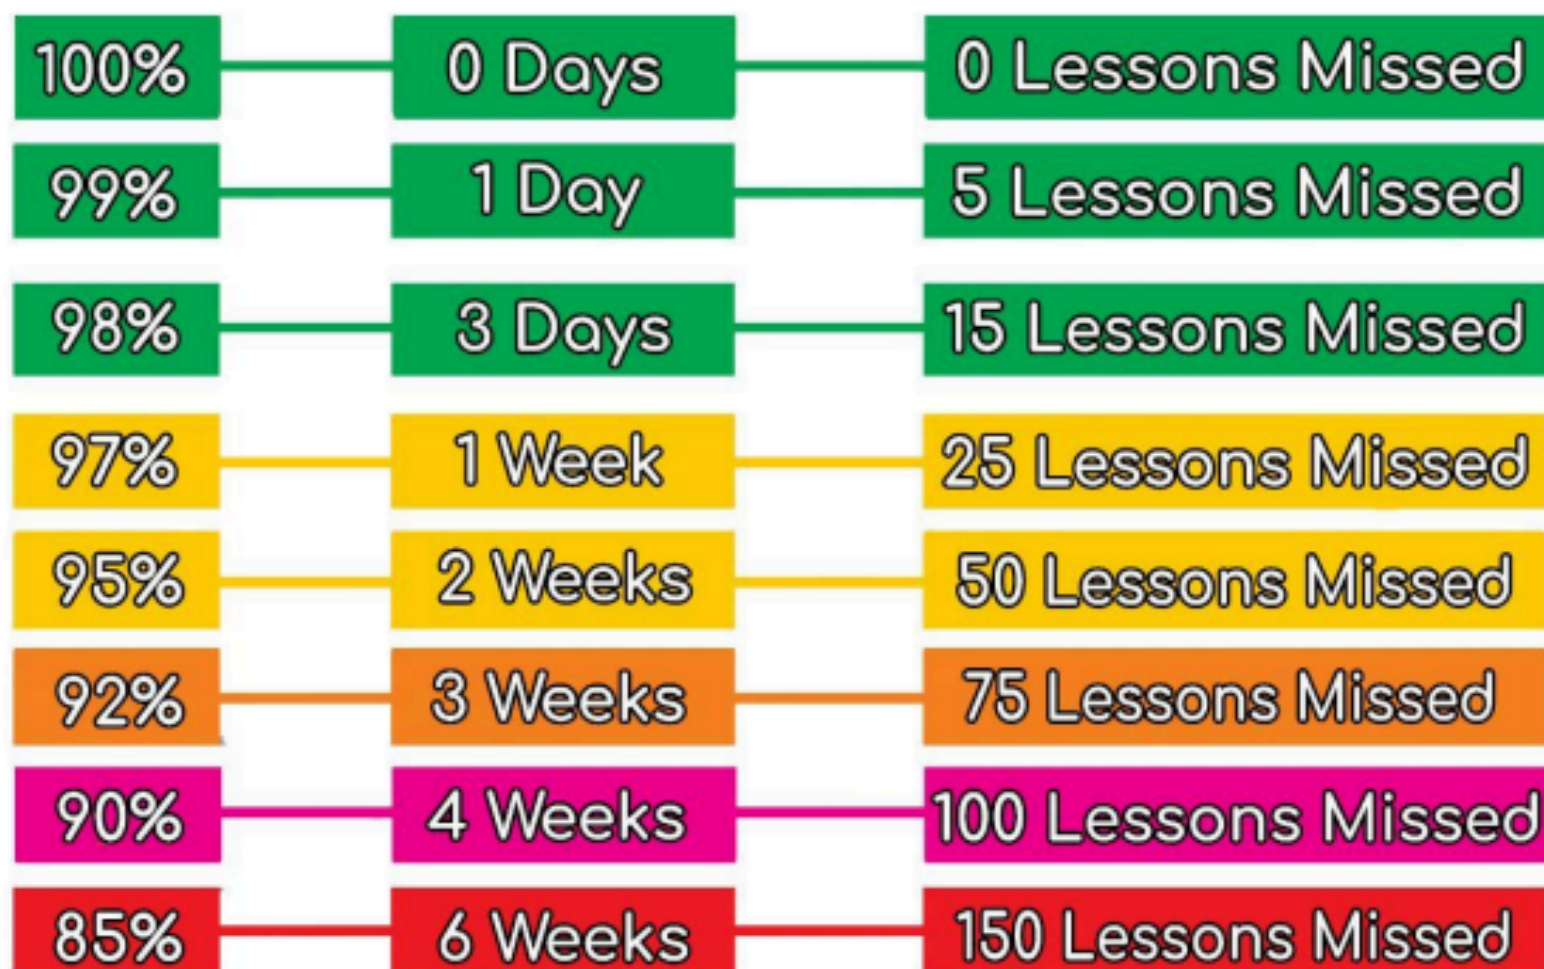 100% 0 Days 0 Lessons Missed
99% 1 Day 5 Lessons Missed
98% 3 Days 15 Lessons Missed
97% 1 Week 25 Lessons Missed
95% 2 Weeks 50 Lessons Missed
92% 3 Weeks 75 Lessons Missed
90% 4 Weeks 100 Lessons Missed
85% 6 Weeks 150 Lessons Missed